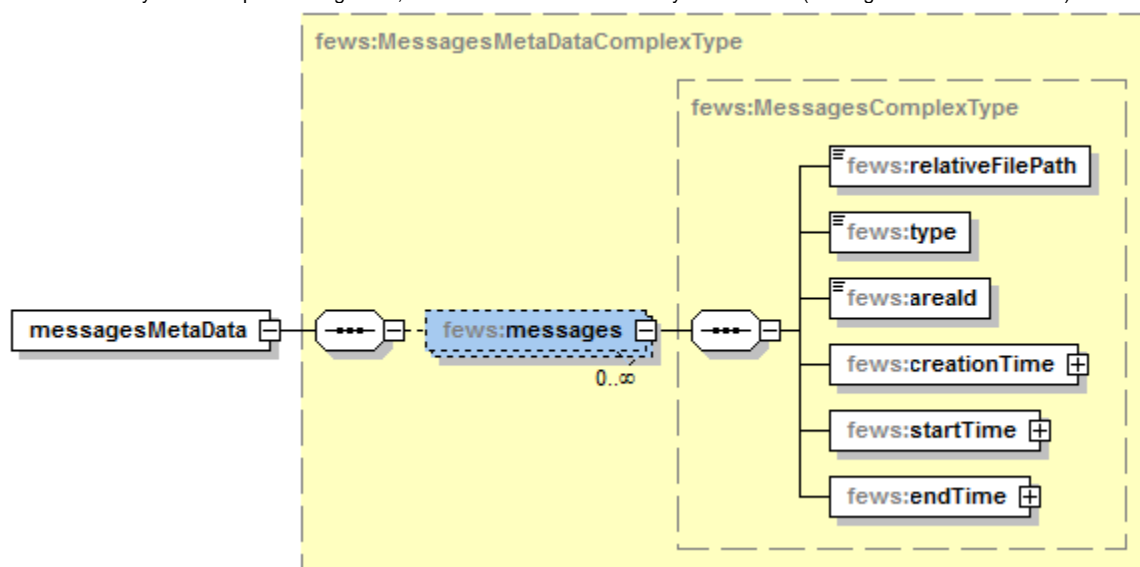 fews:MessagesMetaDataComplexType
fews:MessagesComplexType
fews:relativeFilePath
fews:type
fews:areaId
messagesMetaData
fews:messages
0..∞
fews:creationTime
fews:startTime
fews:endTime